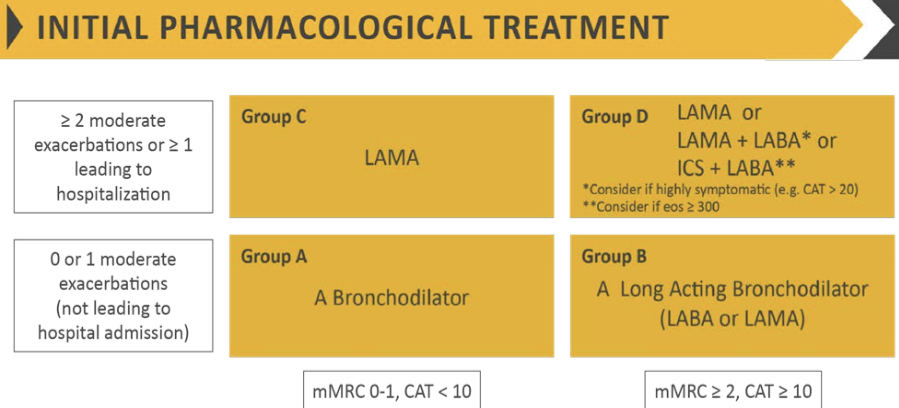 INITIAL PHARMACOLOGICAL TREATMENT
≥ 2 moderate
exacerbations or ≥ 1
leading to
hospitalization
Group C
LAMA
Group D
LAMA or
LAMA + LABA* or
ICS + LABA**
*Consider if highly symptomatic (e.g. CAT > 20)
**Consider if eos ≥ 300
0 or 1 moderate
exacerbations
(not leading to
hospital admission)
Group A
A Bronchodilator
Group B
A Long Acting Bronchodilator
(LABA or LAMA)
mMRC 0-1, CAT < 10
mMRC ≥ 2, CAT ≥ 10